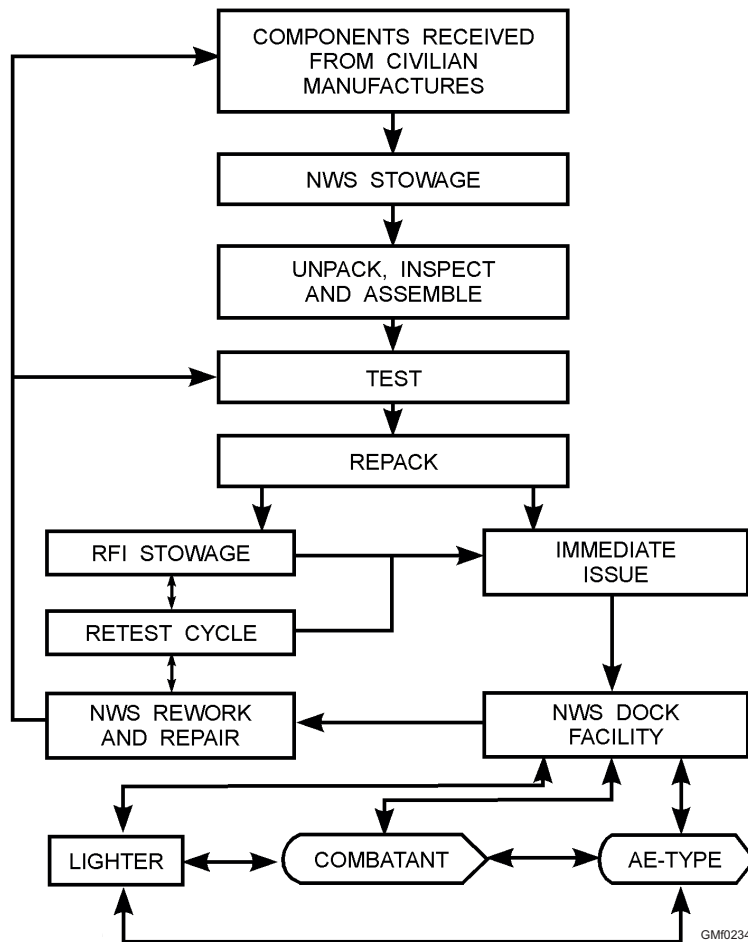 COMPONENTS RECEIVED
FROM CIVILIAN
MANUFACTURES
NWS STOWAGE
UNPACK, INSPECT
AND ASSEMBLE
TEST
REPACK
RFI STOWAGE
IMMEDIATE
ISSUE
RETEST CYCLE
NWS REWORK
AND REPAIR
NWS DOCK
FACILITY
LIGHTER
COMBATANT
AE-TYPE
GMf0234